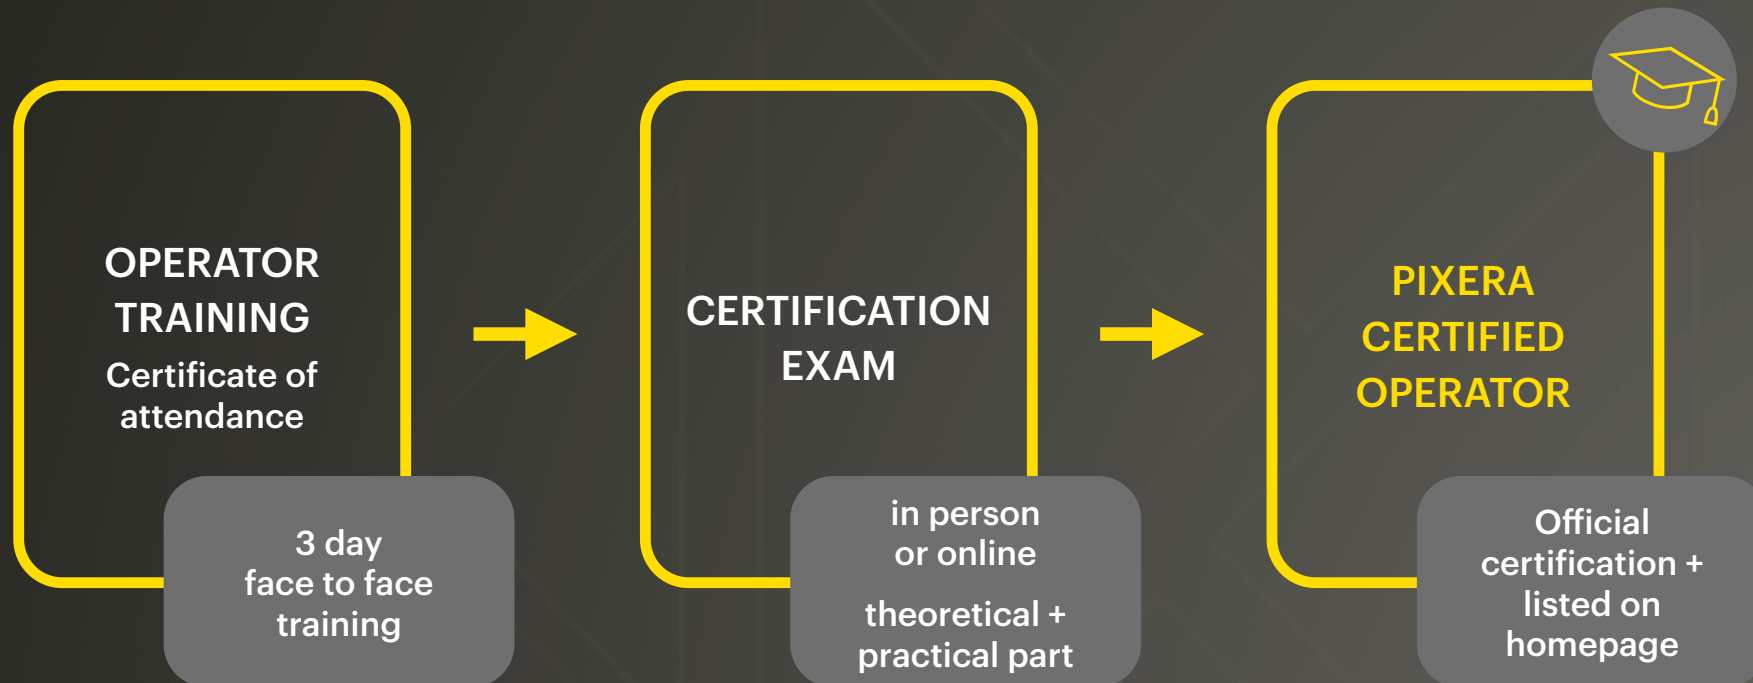 OPERATOR
TRAINING
Certificate of
attendance
3 day
face to face
training
CERTIFICATION
EXAM
in person
or online
theoretical +
practical part
PIXERA
CERTIFIED
OPERATOR
Official
certification +
listed on
homepage